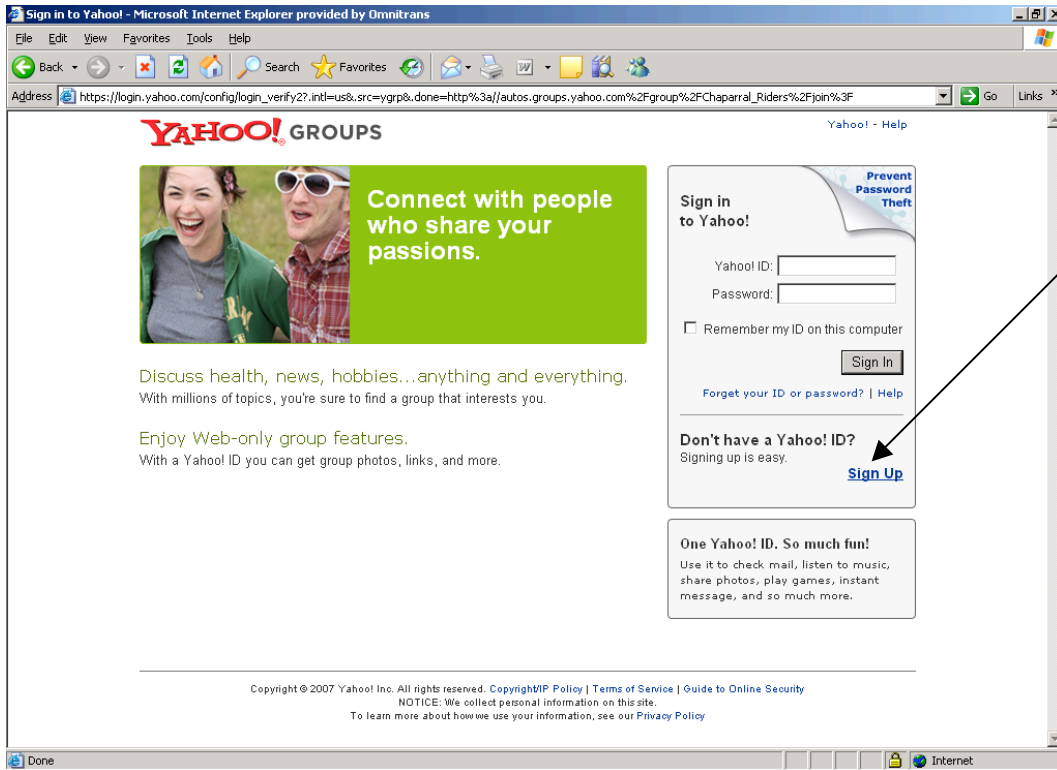 Sign in to Yahoo! - Microsoft Internet Explorer provided by Omnitrans
File Edit View Favorites Tools Help
Back Search Favorites
Address https://login.yahoo.com/config/login_verify2?.intl=us&.src=ygrp&.done=http%3a//autos.groups.yahoo.com%2Fgroup%2FChaparral_Riders%2Fjoin%3F Go Links »
YAHOO! GROUPS
Yahoo! - Help
Connect with people
who share your
passions.
Discuss health, news, hobbies...anything and everything.
With millions of topics, you're sure to find a group that interests you.
Enjoy Web-only group features.
With a Yahoo! ID you can get group photos, links, and more.
Prevent
Password
Theft
Sign in
to Yahoo!
Yahoo! ID:
Password:
Remember my ID on this computer
Sign In
Forget your ID or password? | Help
Don't have a Yahoo! ID?
Signing up is easy.
Sign Up
One Yahoo! ID. So much fun!
Use it to check mail, listen to music,
share photos, play games, instant
message, and so much more.
Copyright © 2007 Yahoo! Inc. All rights reserved. Copyright/IP Policy | Terms of Service | Guide to Online Security
NOTICE: We collect personal information on this site.
To learn more about how we use your information, see our Privacy Policy
Done Internet